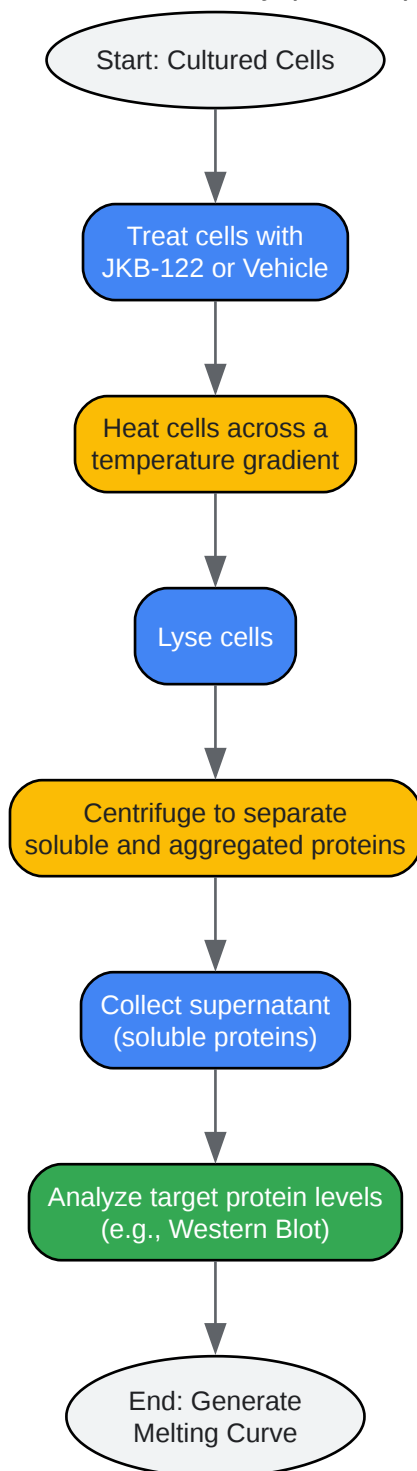 Start: Cultured Cells
Treat cells with
JKB-122 or Vehicle
Heat cells across a
temperature gradient
Lyse cells
Centrifuge to separate
soluble and aggregated proteins
Collect supernatant
(soluble proteins)
Analyze target protein levels
(e.g., Western Blot)
End: Generate
Melting Curve